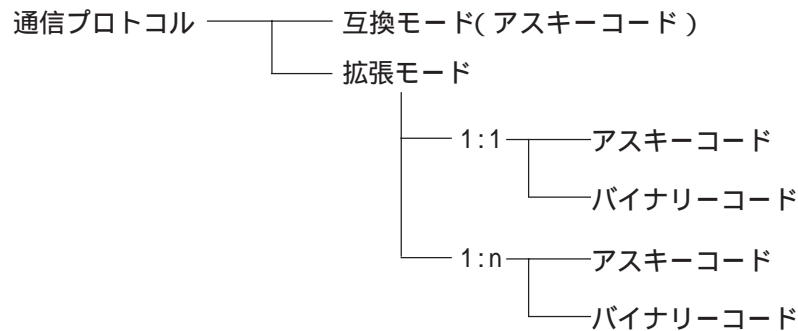 通信プロトコル 互換モード(アスキーコード)
拡張モード
1:1 アスキーコード
バイナリーコード
1:n アスキーコード
バイナリーコード